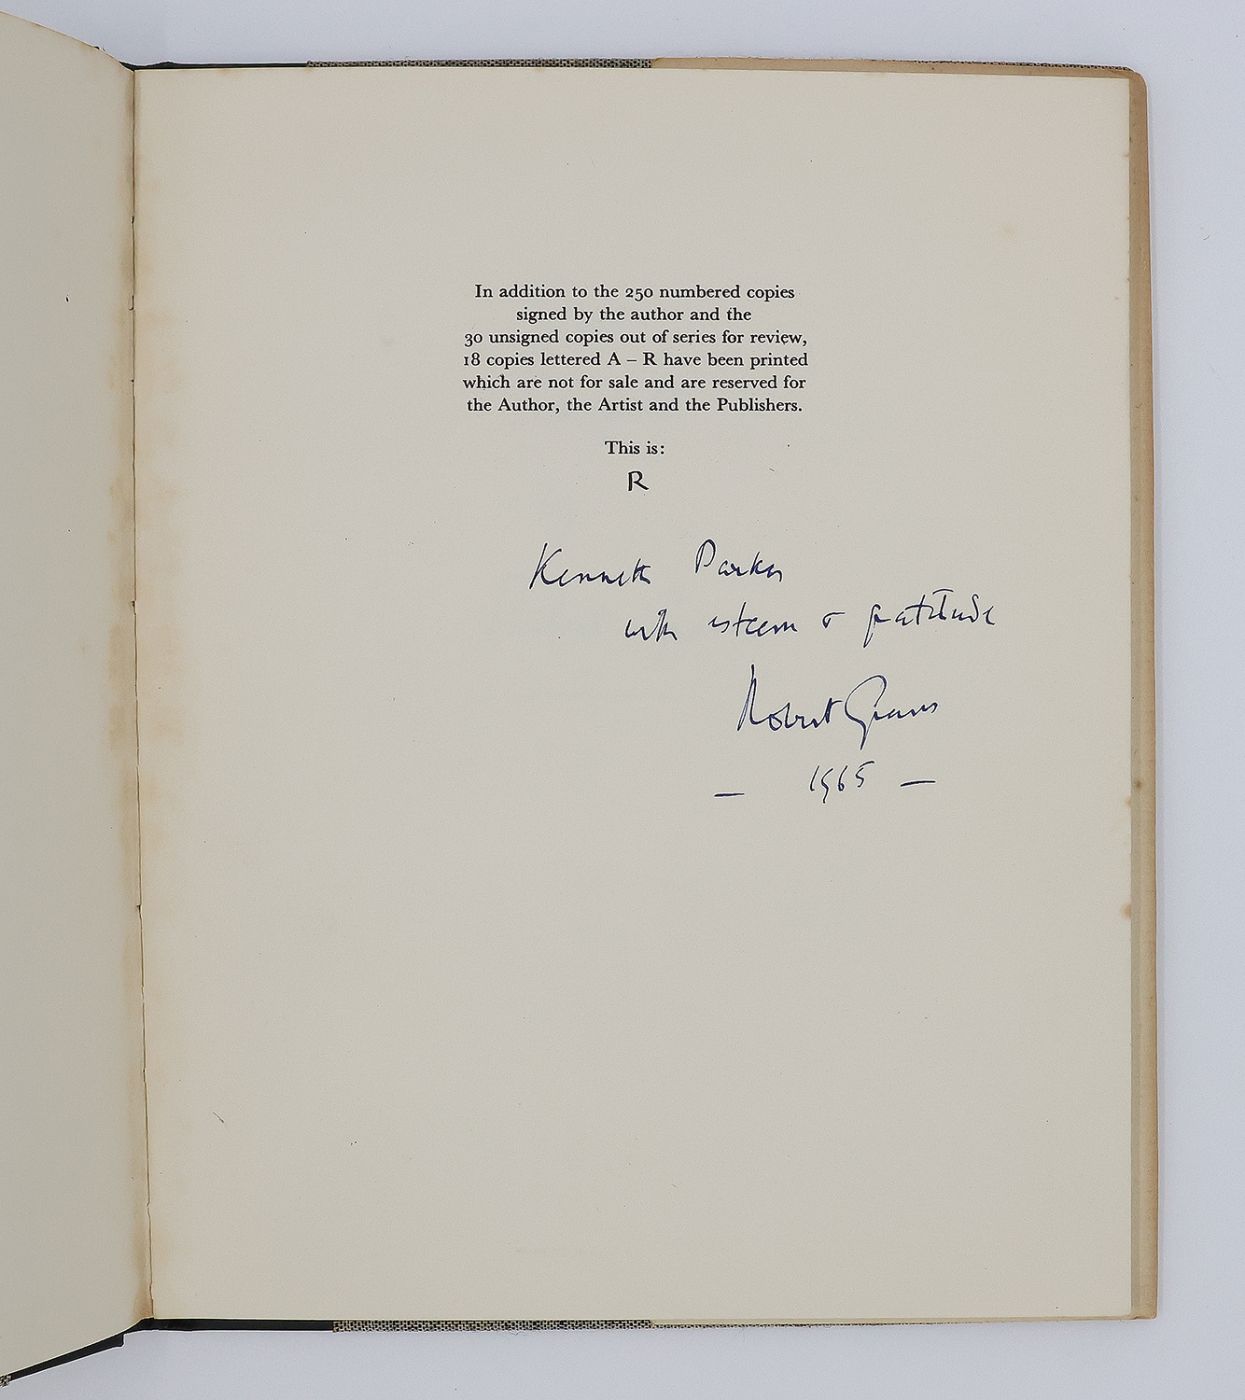 In addition to the 250 numbered copies
signed by the author and the
30 unsigned copies out of series for review,
18 copies lettered A – R have been printed
which are not for sale and are reserved for
the Author, the Artist and the Publishers.
This is:
R
Kenneth Parker
with esteem & gratitude
Robert Graves
– 1965 –